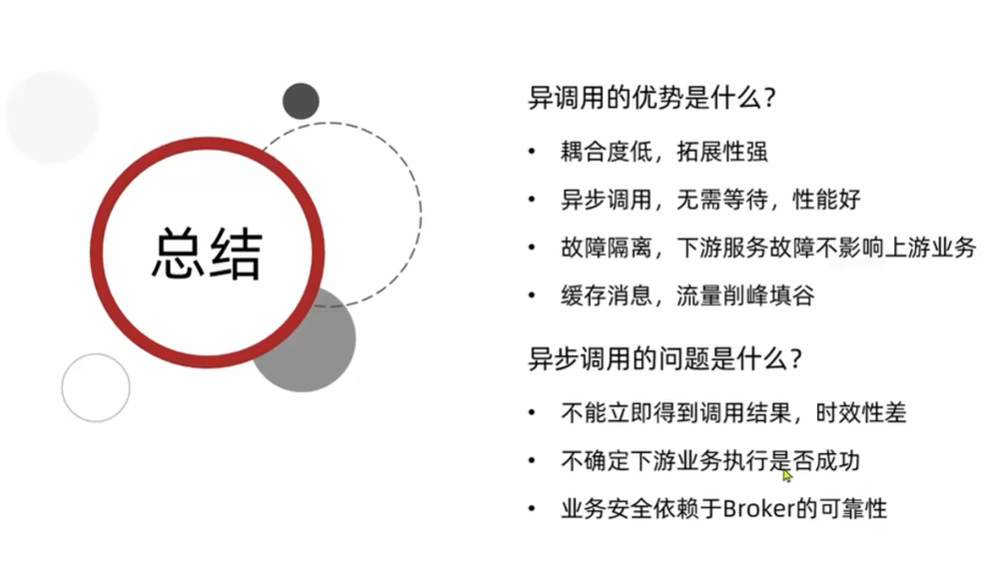 总结
异调用的优势是什么？
• 耦合度低，拓展性强
• 异步调用，无需等待，性能好
• 故障隔离，下游服务故障不影响上游业务
• 缓存消息，流量削峰填谷
异步调用的问题是什么？
• 不能立即得到调用结果，时效性差
• 不确定下游业务执行是否成功
• 业务安全依赖于Broker的可靠性